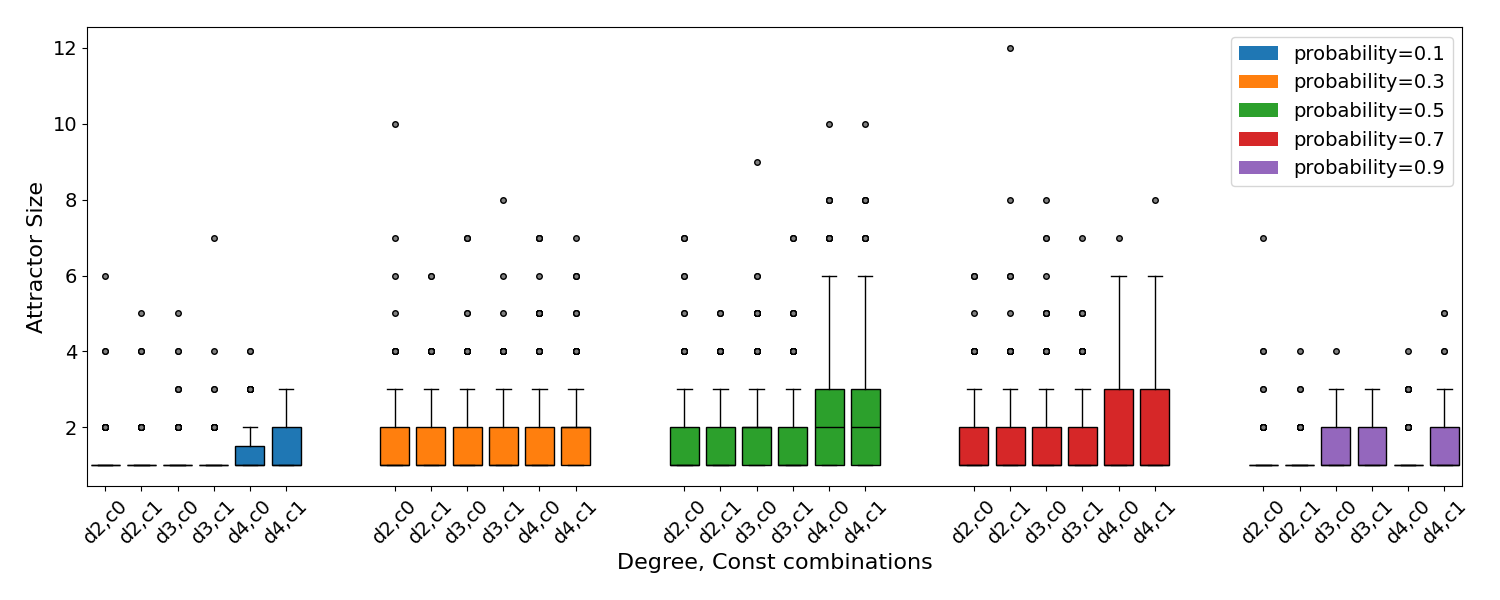 12
10
8
6
4
2
Attractor Size
probability=0.1
probability=0.3
probability=0.5
probability=0.7
probability=0.9
d2,c0 d2,c1 d3,c0 d3,c1 d4,c0 d4,c1 d2,c0 d2,c1 d3,c0 d3,c1 d4,c0 d4,c1 d2,c0 d2,c1 d3,c0 d3,c1 d4,c0 d4,c1 d2,c0 d2,c1 d3,c0 d3,c1 d4,c0 d4,c1 d2,c0 d2,c1 d3,c0 d3,c1 d4,c0 d4,c1
Degree, Const combinations